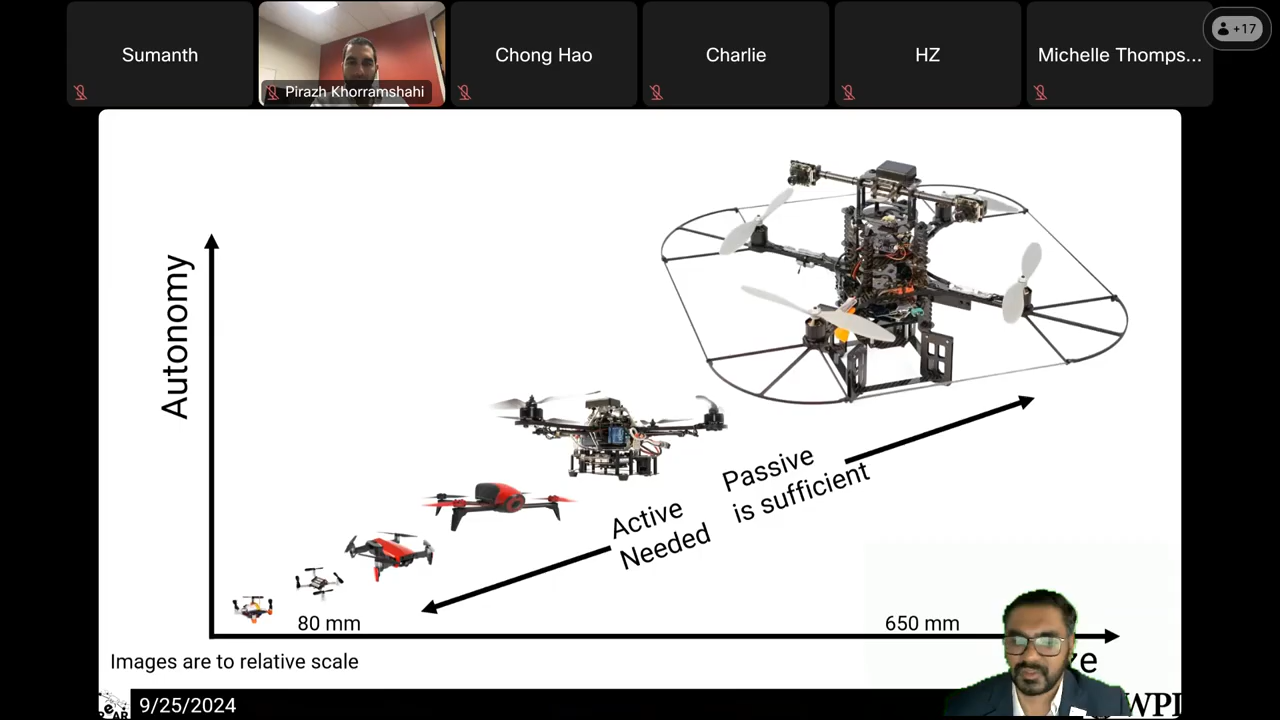 Sumanth
Pirazh Khorramshahi
Chong Hao
Charlie
HZ
Michelle Thomps...
+17
Autonomy
Passive
is sufficient
Active
Needed
80 mm
650 mm
Images are to relative scale
9/25/2024
WPI